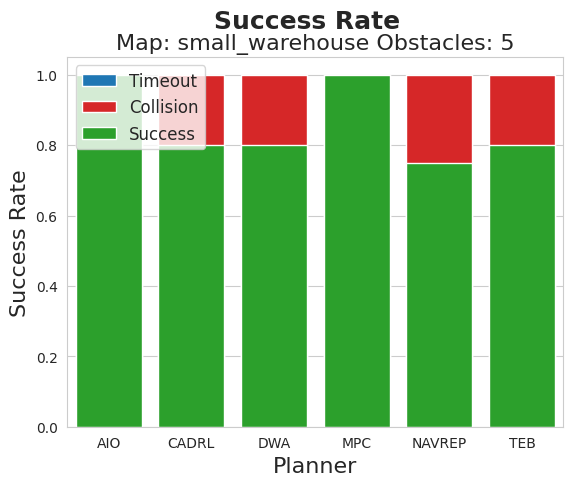 Success Rate
Map: small_warehouse Obstacles: 5
Timeout
Collision
Success
1.0
0.8
0.6
0.4
0.2
0.0
Success Rate
AIO CADRL DWA MPC NAVREP TEB
Planner